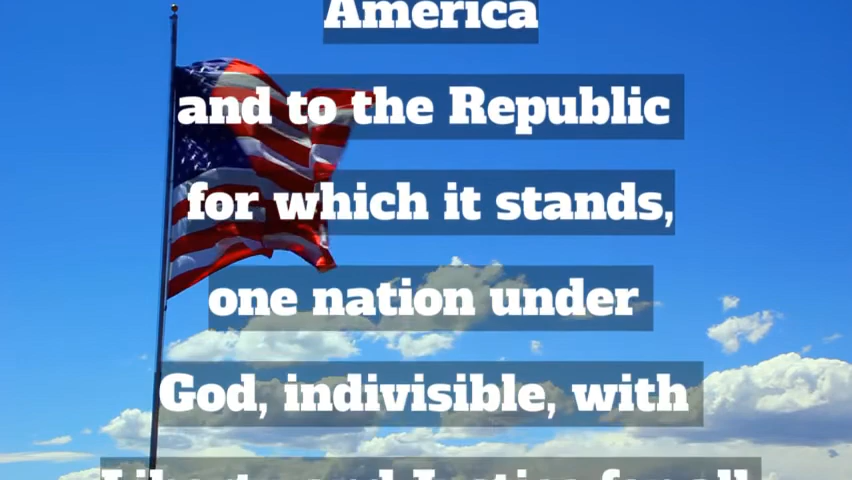 America
and to the Republic
for which it stands,
one nation under
God, indivisible, with
Liberty and Justice for all